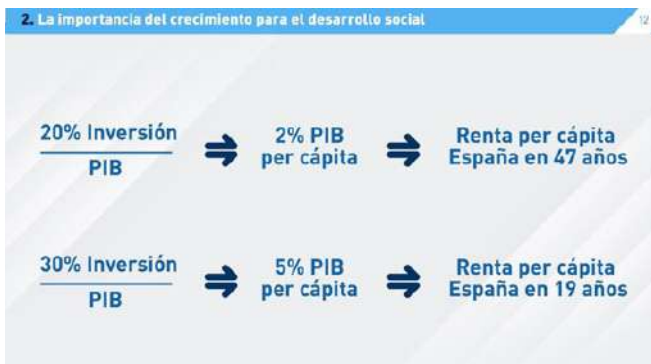 2. La importancia del crecimiento para el desarrollo social
12
20% Inversión
PIB
2% PIB
per cápita
Renta per cápita
España en 47 años
30% Inversión
PIB
5% PIB
per cápita
Renta per cápita
España en 19 años